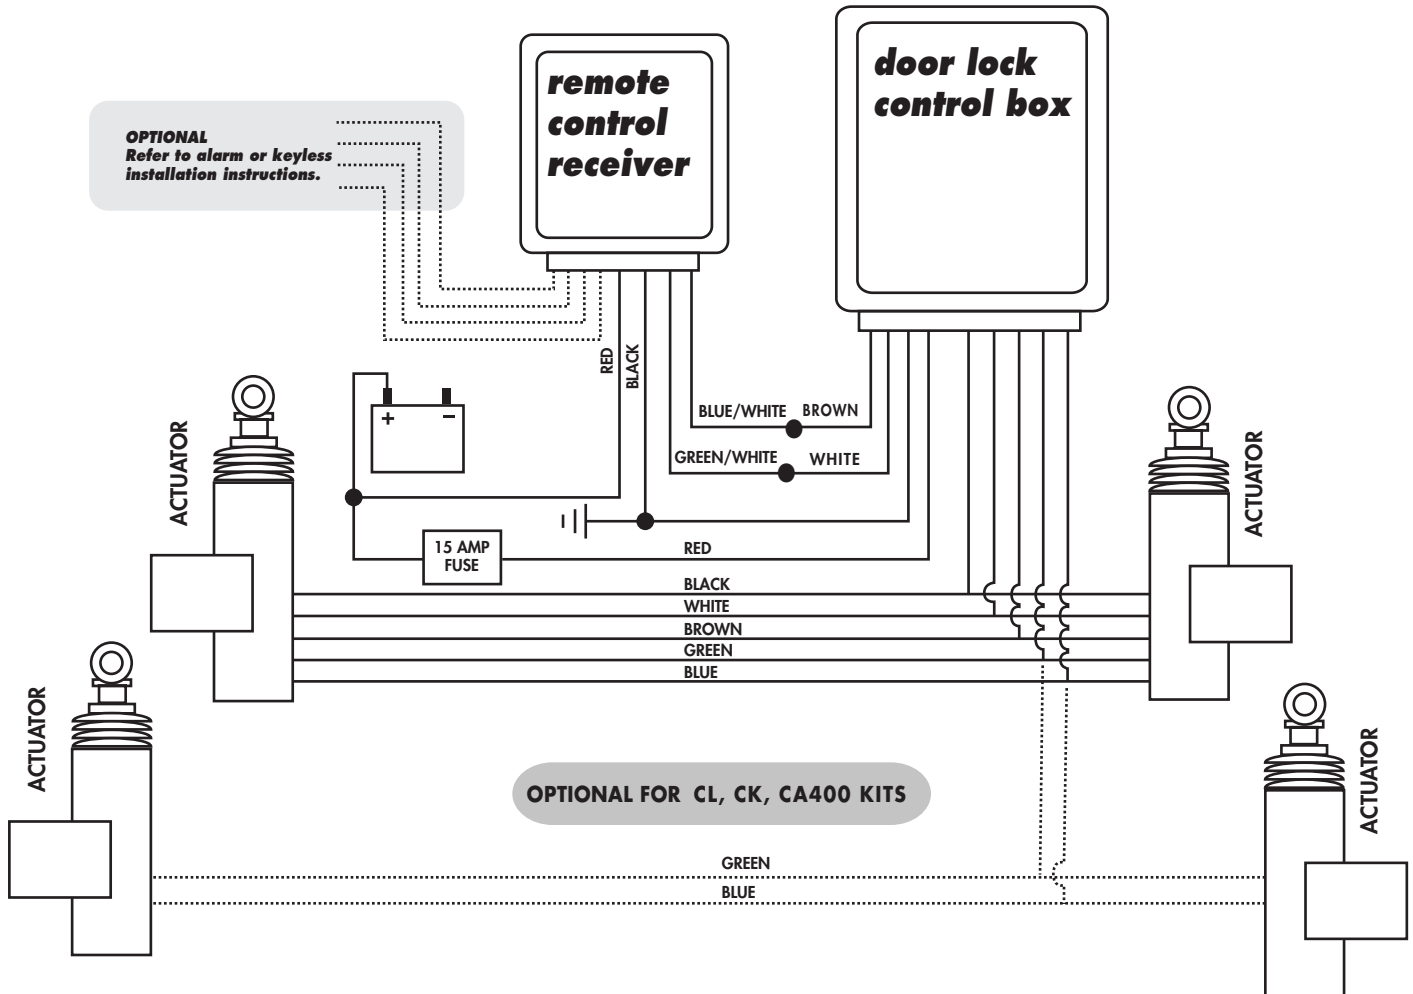 remote
control
receiver
door lock
control box
OPTIONAL
Refer to alarm or keyless
installation instructions.
RED
BLACK
BLUE/WHITE BROWN
GREEN/WHITE WHITE
+ −
ACTUATOR
ACTUATOR
15 AMP
FUSE
RED
BLACK
WHITE
BROWN
GREEN
BLUE
ACTUATOR
ACTUATOR
OPTIONAL FOR CL, CK, CA400 KITS
GREEN
BLUE